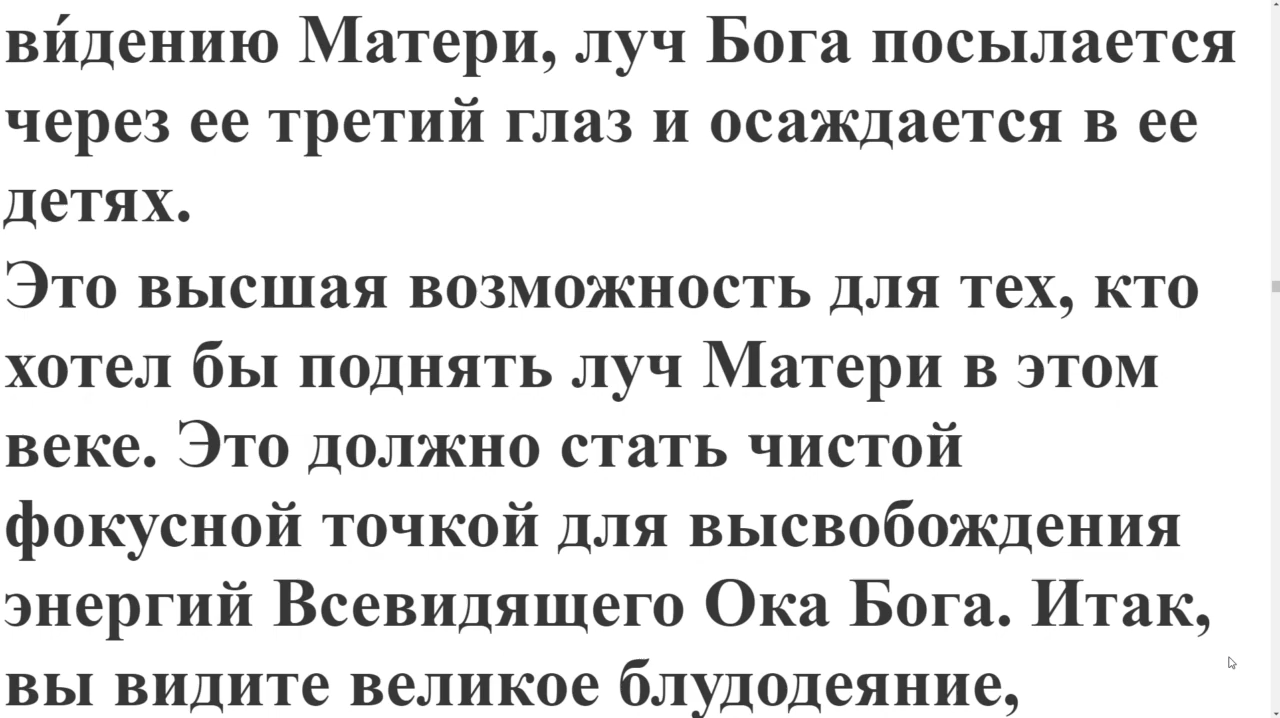 ви́дению Матери, луч Бога посылается
через ее третий глаз и осаждается в ее
детях.
Это высшая возможность для тех, кто
хотел бы поднять луч Матери в этом
веке. Это должно стать чистой
фокусной точкой для высвобождения
энергий Всевидящего Ока Бога. Итак,
вы видите великое блудодеяние,